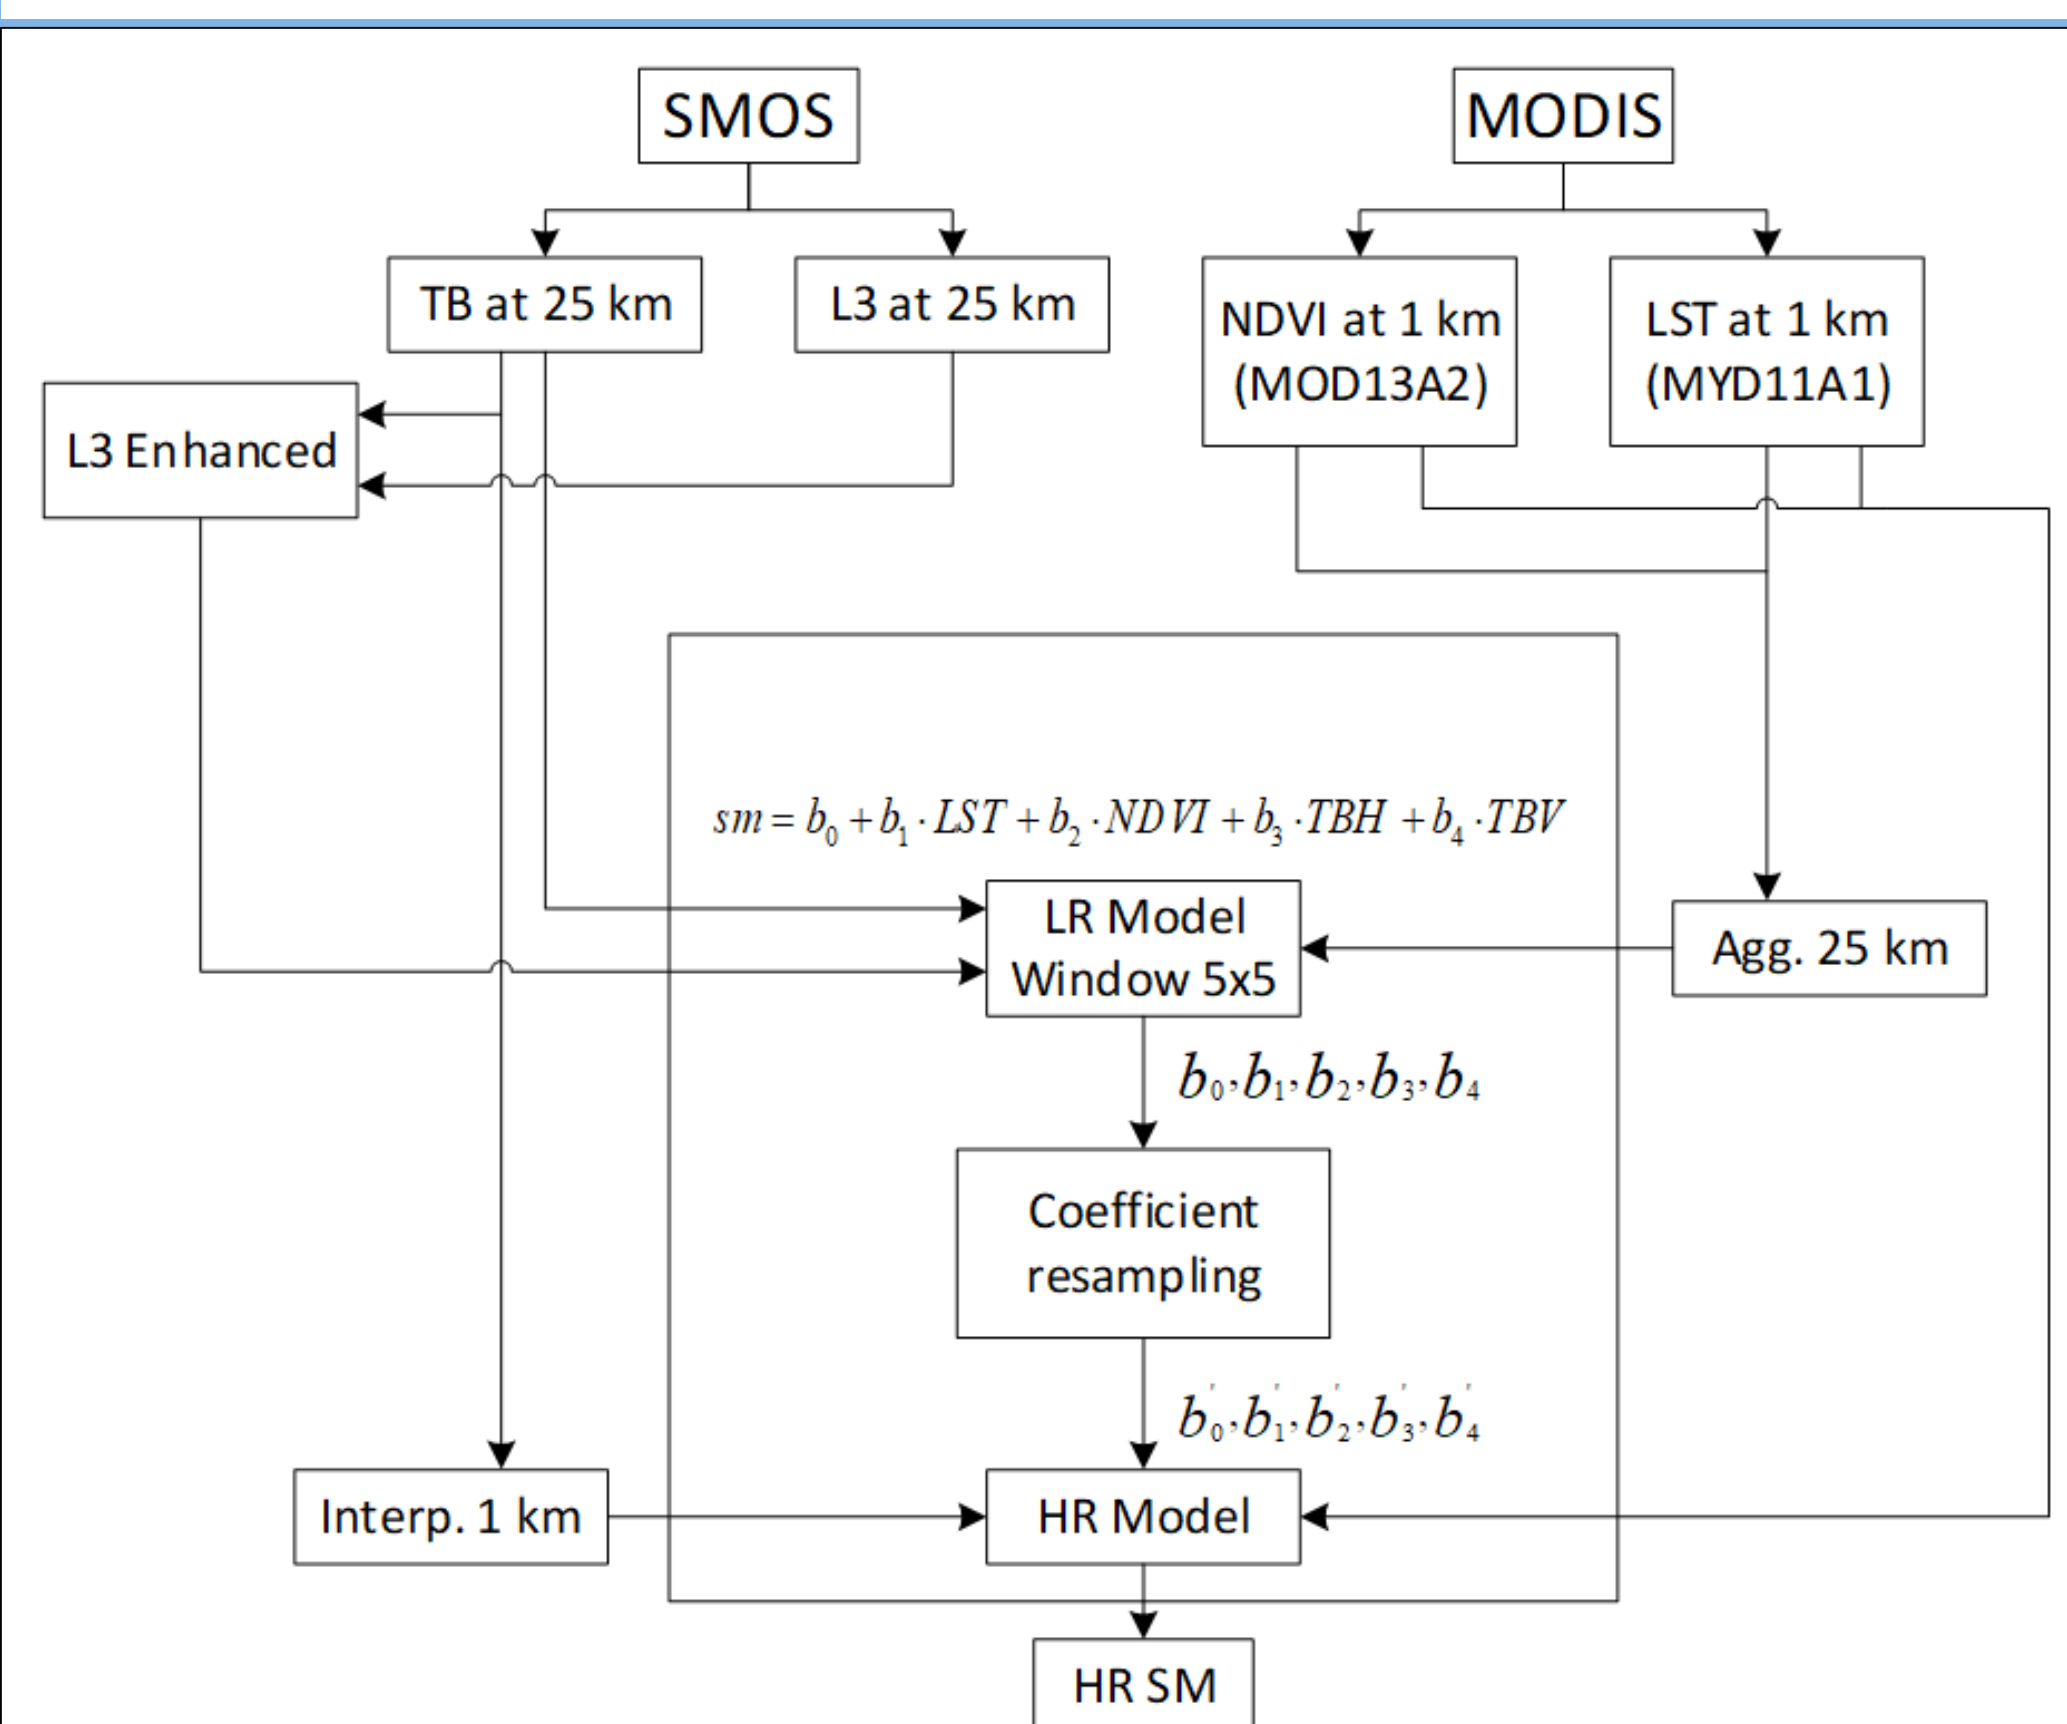 SMOS
MODIS
TB at 25 km
L3 at 25 km
NDVI at 1 km
(MOD13A2)
LST at 1 km
(MYD11A1)
L3 Enhanced
sm = b₀ + b₁ · LST + b₂ · NDVI + b₃ · TBH + b₄ · TBV
LR Model
Window 5x5
Agg. 25 km
b₀, b₁, b₂, b₃, b₄
Coefficient
resampling
b₀', b₁', b₂', b₃', b₄'
Interp. 1 km
HR Model
HR SM